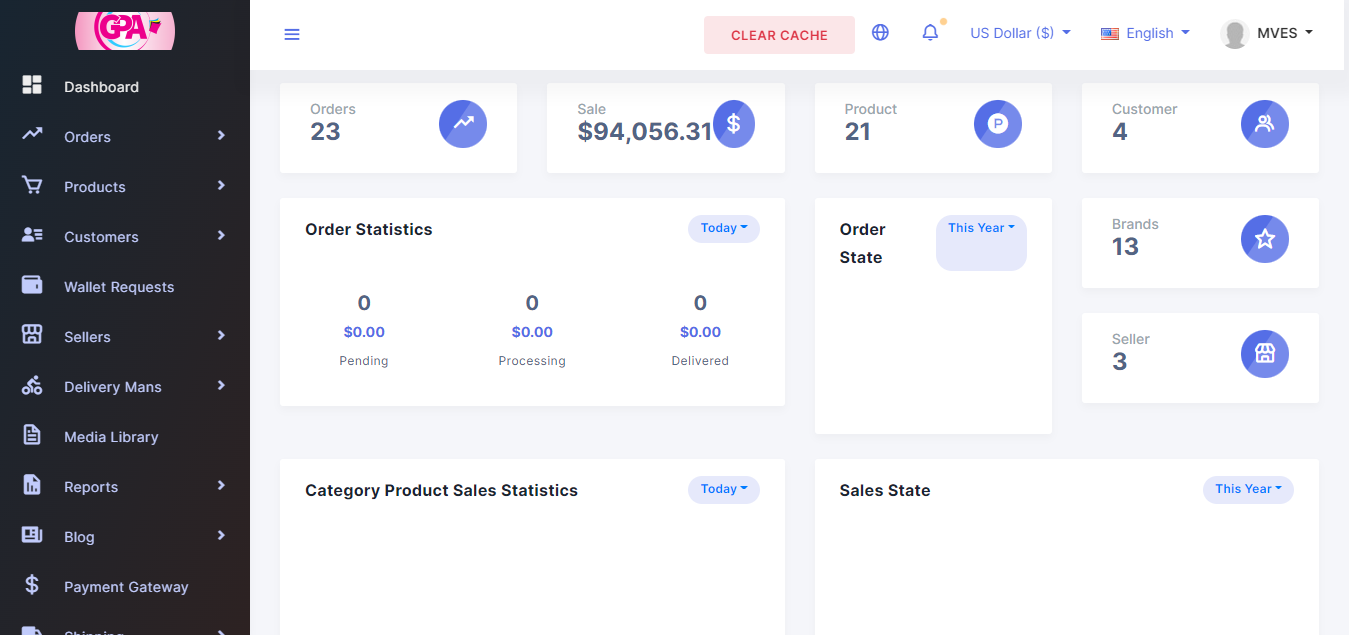 GPA
CLEAR CACHE
US Dollar ($)
English
MVES
Dashboard
Orders
Products
Customers
Wallet Requests
Sellers
Delivery Mans
Media Library
Reports
Blog
Payment Gateway
Shipping
Orders
23
Sale
$94,056.31
$
Product
21
P
Customer
4
Order Statistics
Today
0
$0.00
Pending
0
$0.00
Processing
0
$0.00
Delivered
Order
State
This Year
Brands
13
Seller
3
Category Product Sales Statistics
Today
Sales State
This Year